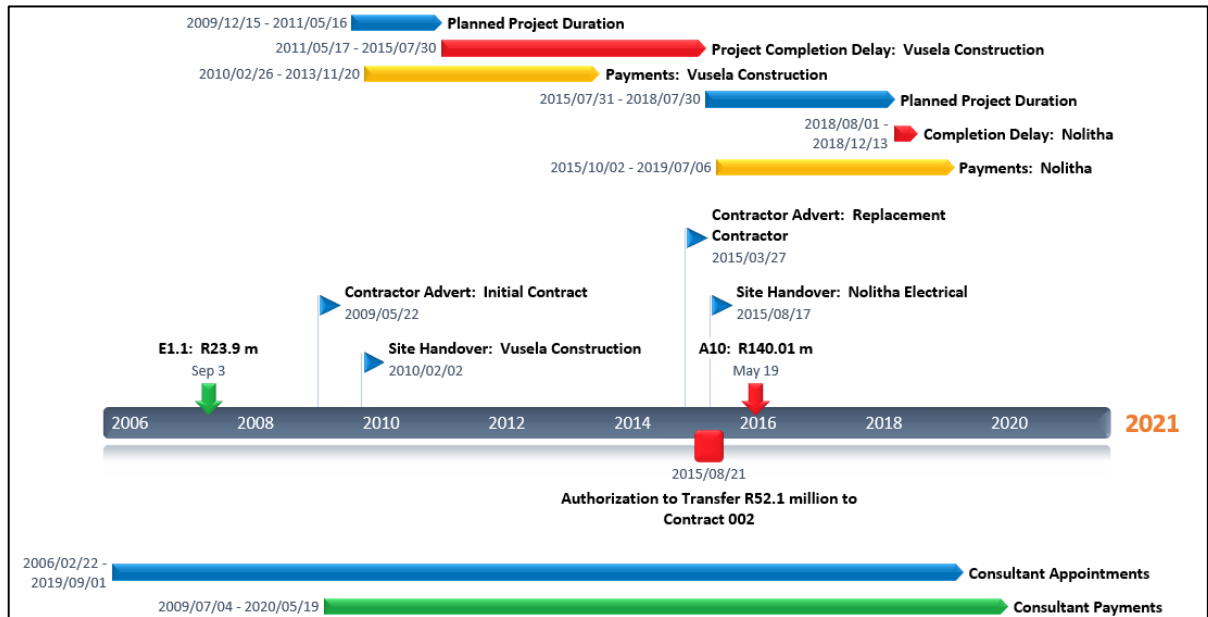 2009/12/15 - 2011/05/16 Planned Project Duration
2011/05/17 - 2015/07/30 Project Completion Delay: Vusela Construction
2010/02/26 - 2013/11/20 Payments: Vusela Construction
2015/07/31 - 2018/07/30 Planned Project Duration
2018/08/01 -
2018/12/13 Completion Delay: Nolitha
2015/10/02 - 2019/07/06 Payments: Nolitha
Contractor Advert: Replacement
Contractor
2015/03/27
Contractor Advert: Initial Contract
2009/05/22
Site Handover: Nolitha Electrical
2015/08/17
E1.1: R23.9 m
Sep 3
Site Handover: Vusela Construction
2010/02/02
A10: R140.01 m
May 19
2006 2008 2010 2012 2014 2016 2018 2020 2021
2015/08/21
Authorization to Transfer R52.1 million to
Contract 002
2006/02/22 -
2019/09/01 Consultant Appointments
2009/07/04 - 2020/05/19 Consultant Payments